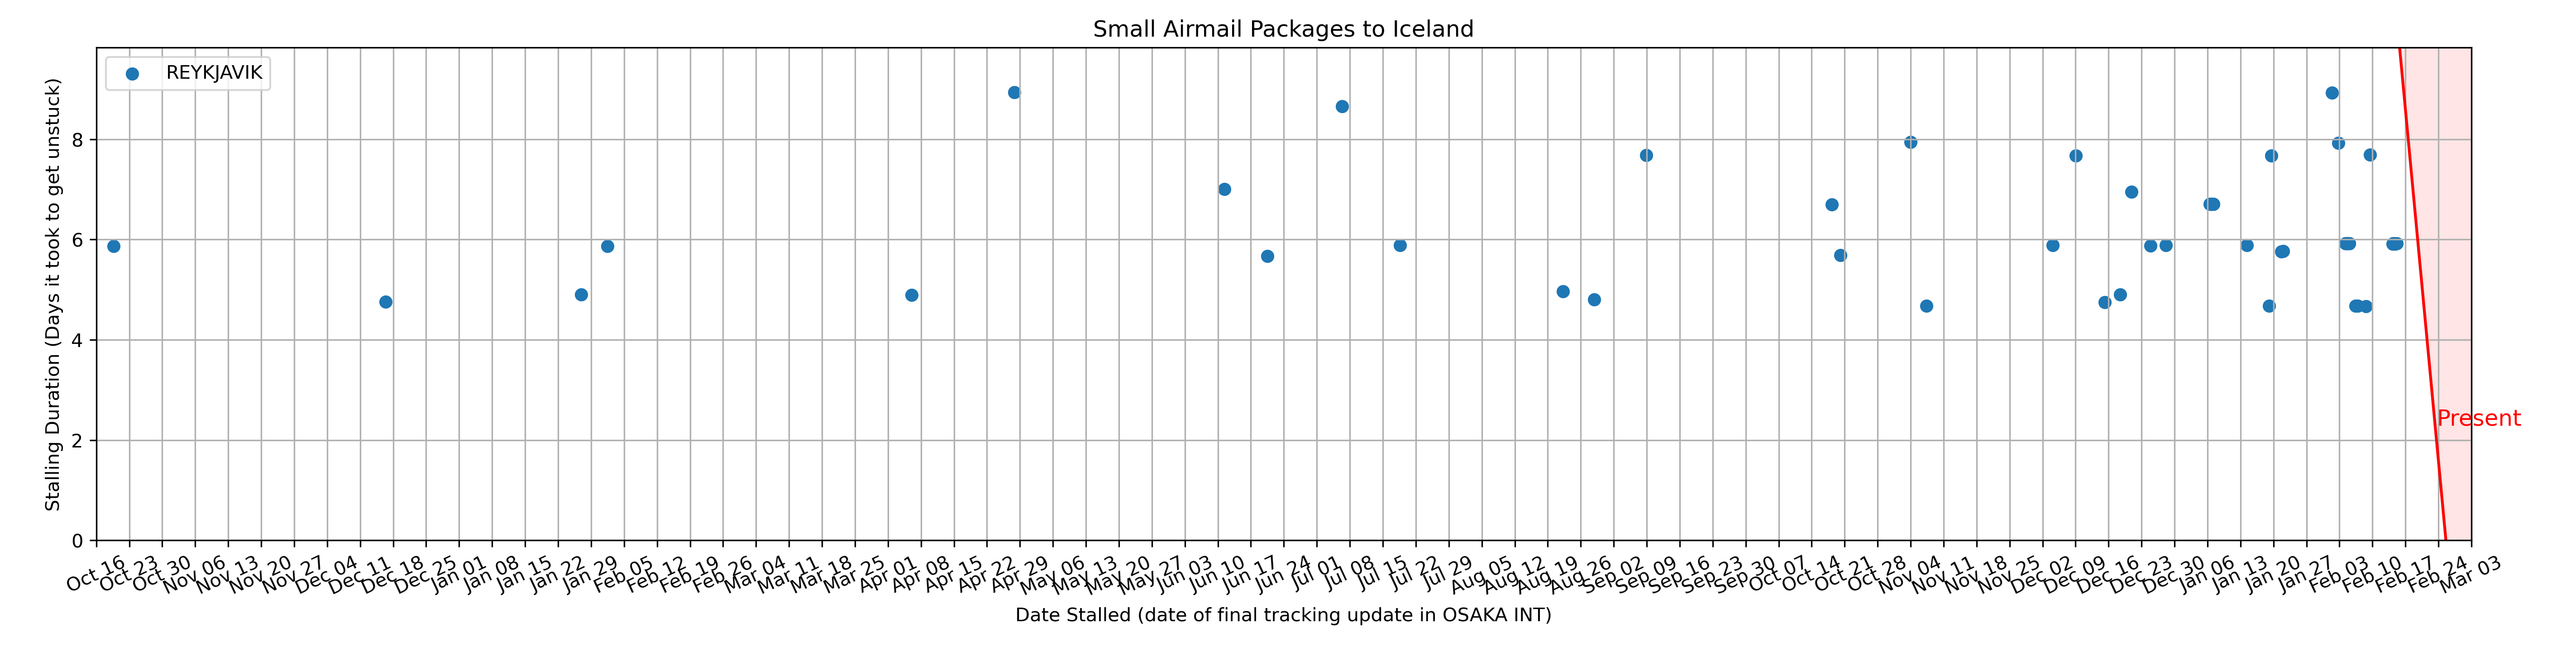 Small Airmail Packages to Iceland
REYKJAVIK
Stalling Duration (Days it took to get unstuck)
8
6
4
2
0
Present
Oct 16 Oct 23 Oct 30 Nov 06 Nov 13 Nov 20 Nov 27 Dec 04 Dec 11 Dec 18 Dec 25 Jan 01 Jan 08 Jan 15 Jan 22 Jan 29 Feb 05 Feb 12 Feb 19 Feb 26 Mar 04 Mar 11 Mar 18 Mar 25 Apr 01 Apr 08 Apr 15 Apr 22 Apr 29 May 06 May 13 May 20 May 27 Jun 03 Jun 10 Jun 17 Jun 24 Jul 01 Jul 08 Jul 15 Jul 22 Jul 29 Aug 05 Aug 12 Aug 19 Aug 26 Sep 02 Sep 09 Sep 16 Sep 23 Sep 30 Oct 07 Oct 14 Oct 21 Oct 28 Nov 04 Nov 11 Nov 18 Nov 25 Dec 02 Dec 09 Dec 16 Dec 23 Dec 30 Jan 06 Jan 13 Jan 20 Jan 27 Feb 03 Feb 10 Feb 17 Feb 24 Mar 03
Date Stalled (date of final tracking update in OSAKA INT)